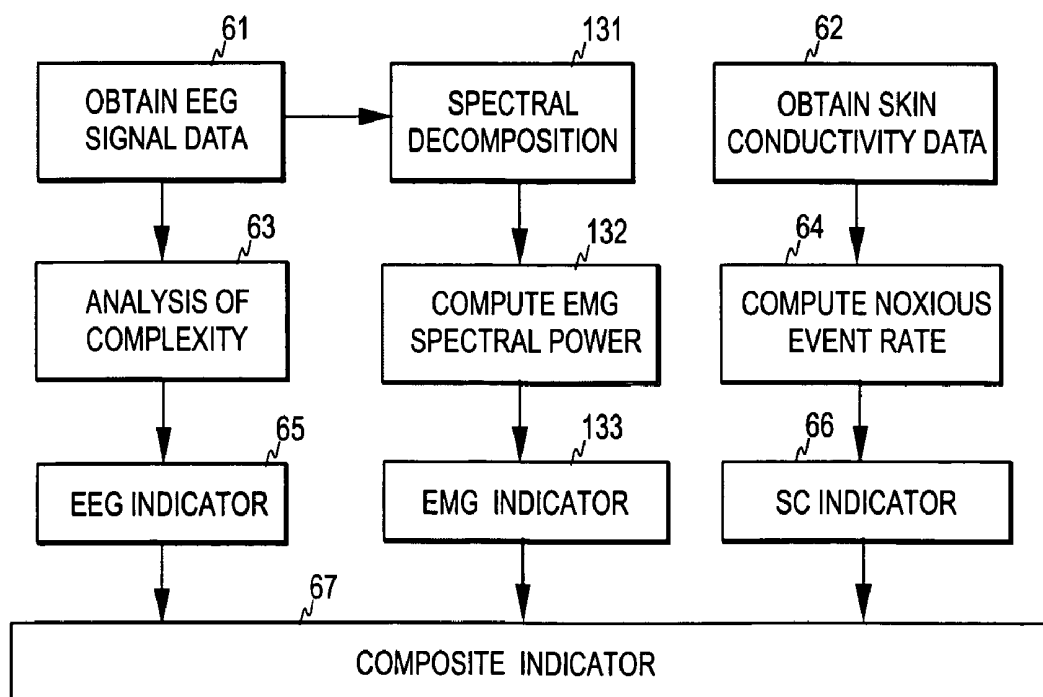 61
131
62
OBTAIN EEG
SIGNAL DATA
SPECTRAL
DECOMPOSITION
OBTAIN SKIN
CONDUCTIVITY DATA
63
132
64
ANALYSIS OF
COMPLEXITY
COMPUTE EMG
SPECTRAL POWER
COMPUTE NOXIOUS
EVENT RATE
65
133
66
EEG INDICATOR
EMG INDICATOR
SC INDICATOR
67
COMPOSITE INDICATOR